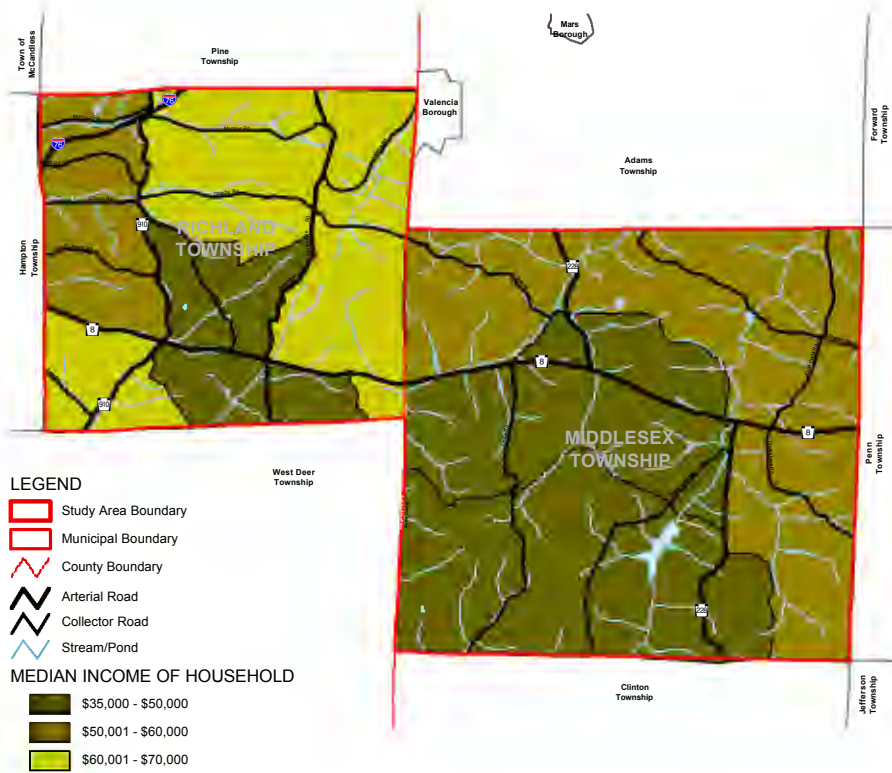 Town of
McCandless
Pine
Township
Mars
Borough
Valencia
Borough
Adams
Township
Forward
Township
76
76
910
RICHLAND
TOWNSHIP
Hampton
Township
8
910
228
8
MIDDLESEX
TOWNSHIP
8
Penn
Township
West Deer
Township
228
Clinton
Township
Jefferson
Township
LEGEND
Study Area Boundary
Municipal Boundary
County Boundary
Arterial Road
Collector Road
Stream/Pond
MEDIAN INCOME OF HOUSEHOLD
$35,000 - $50,000
$50,001 - $60,000
$60,001 - $70,000